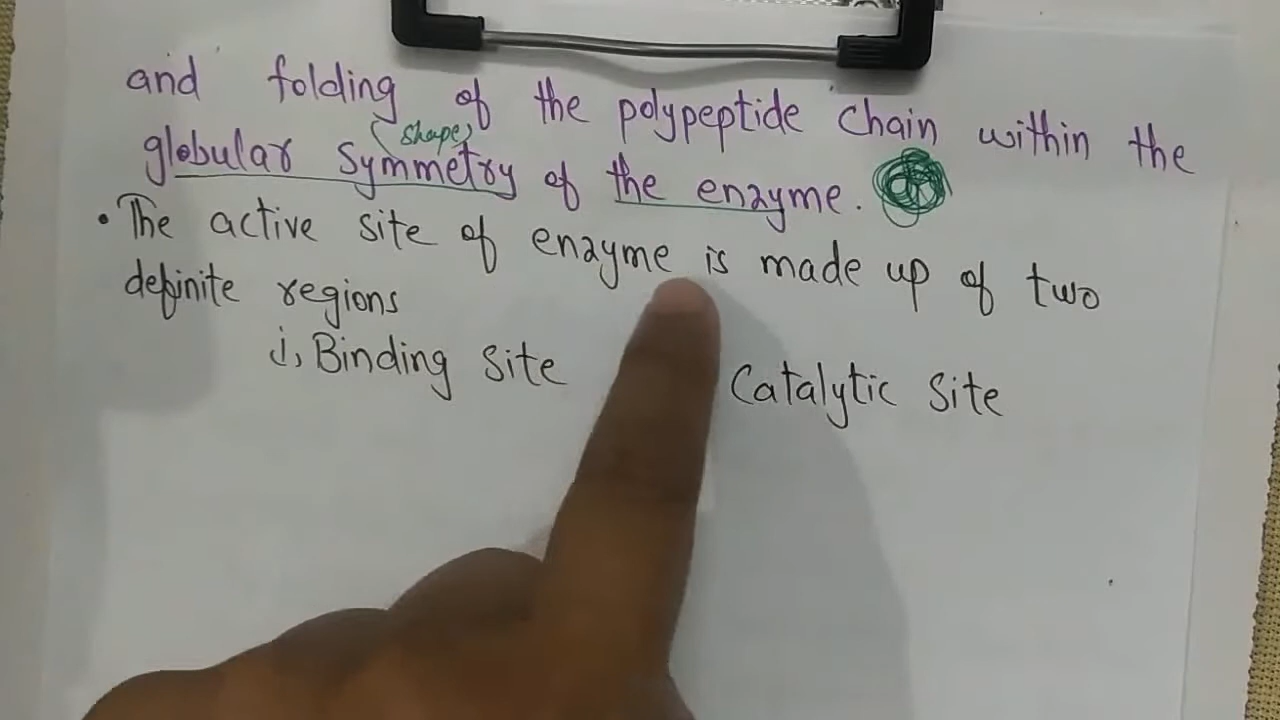 and folding of the polypeptide chain within the
(shape)
globular symmetry of the enzyme.
• The active site of enzyme is made up of two
definite regions
i, Binding site Catalytic site